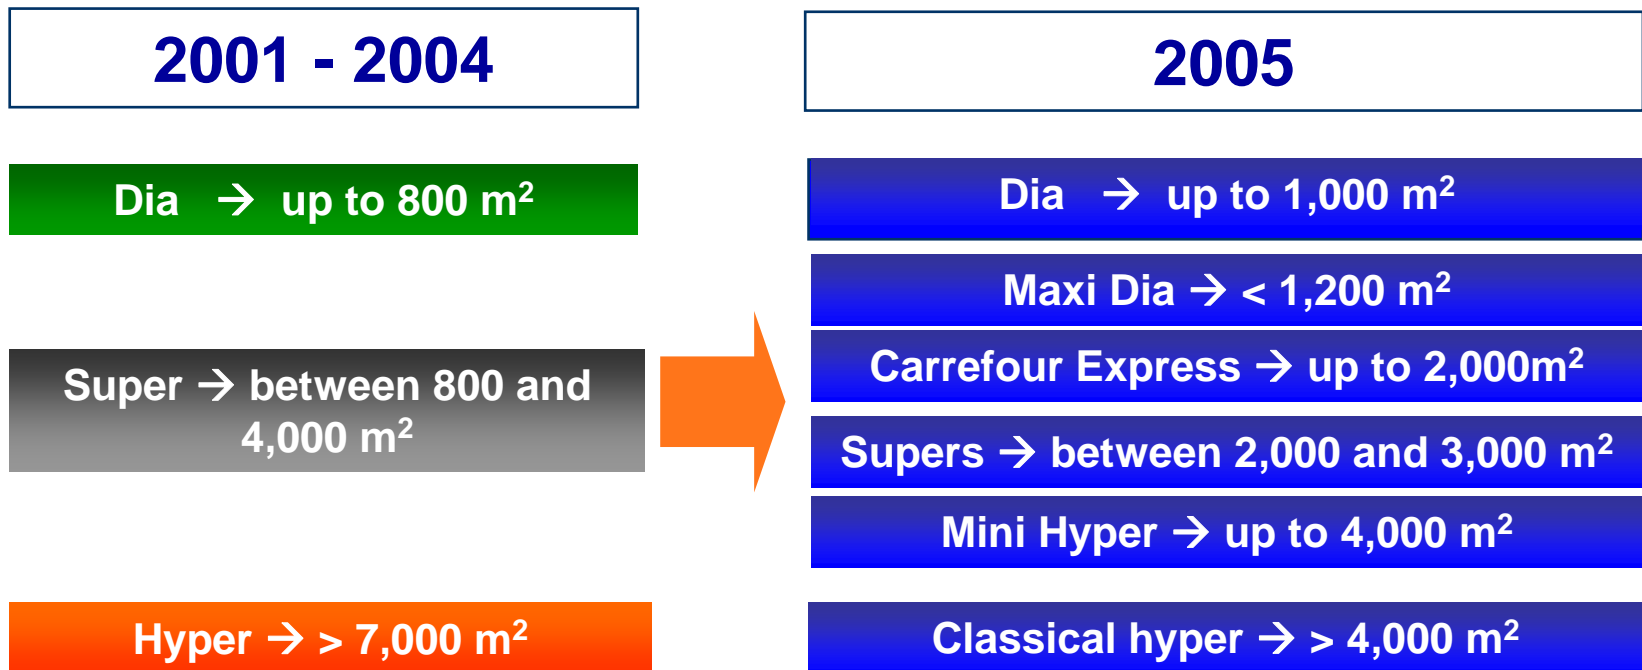 2001 - 2004
Dia → up to 800 m²
Super → between 800 and
4,000 m²
Hyper → > 7,000 m²
2005
Dia → up to 1,000 m²
Maxi Dia → < 1,200 m²
Carrefour Express → up to 2,000m²
Supers → between 2,000 and 3,000 m²
Mini Hyper → up to 4,000 m²
Classical hyper → > 4,000 m²